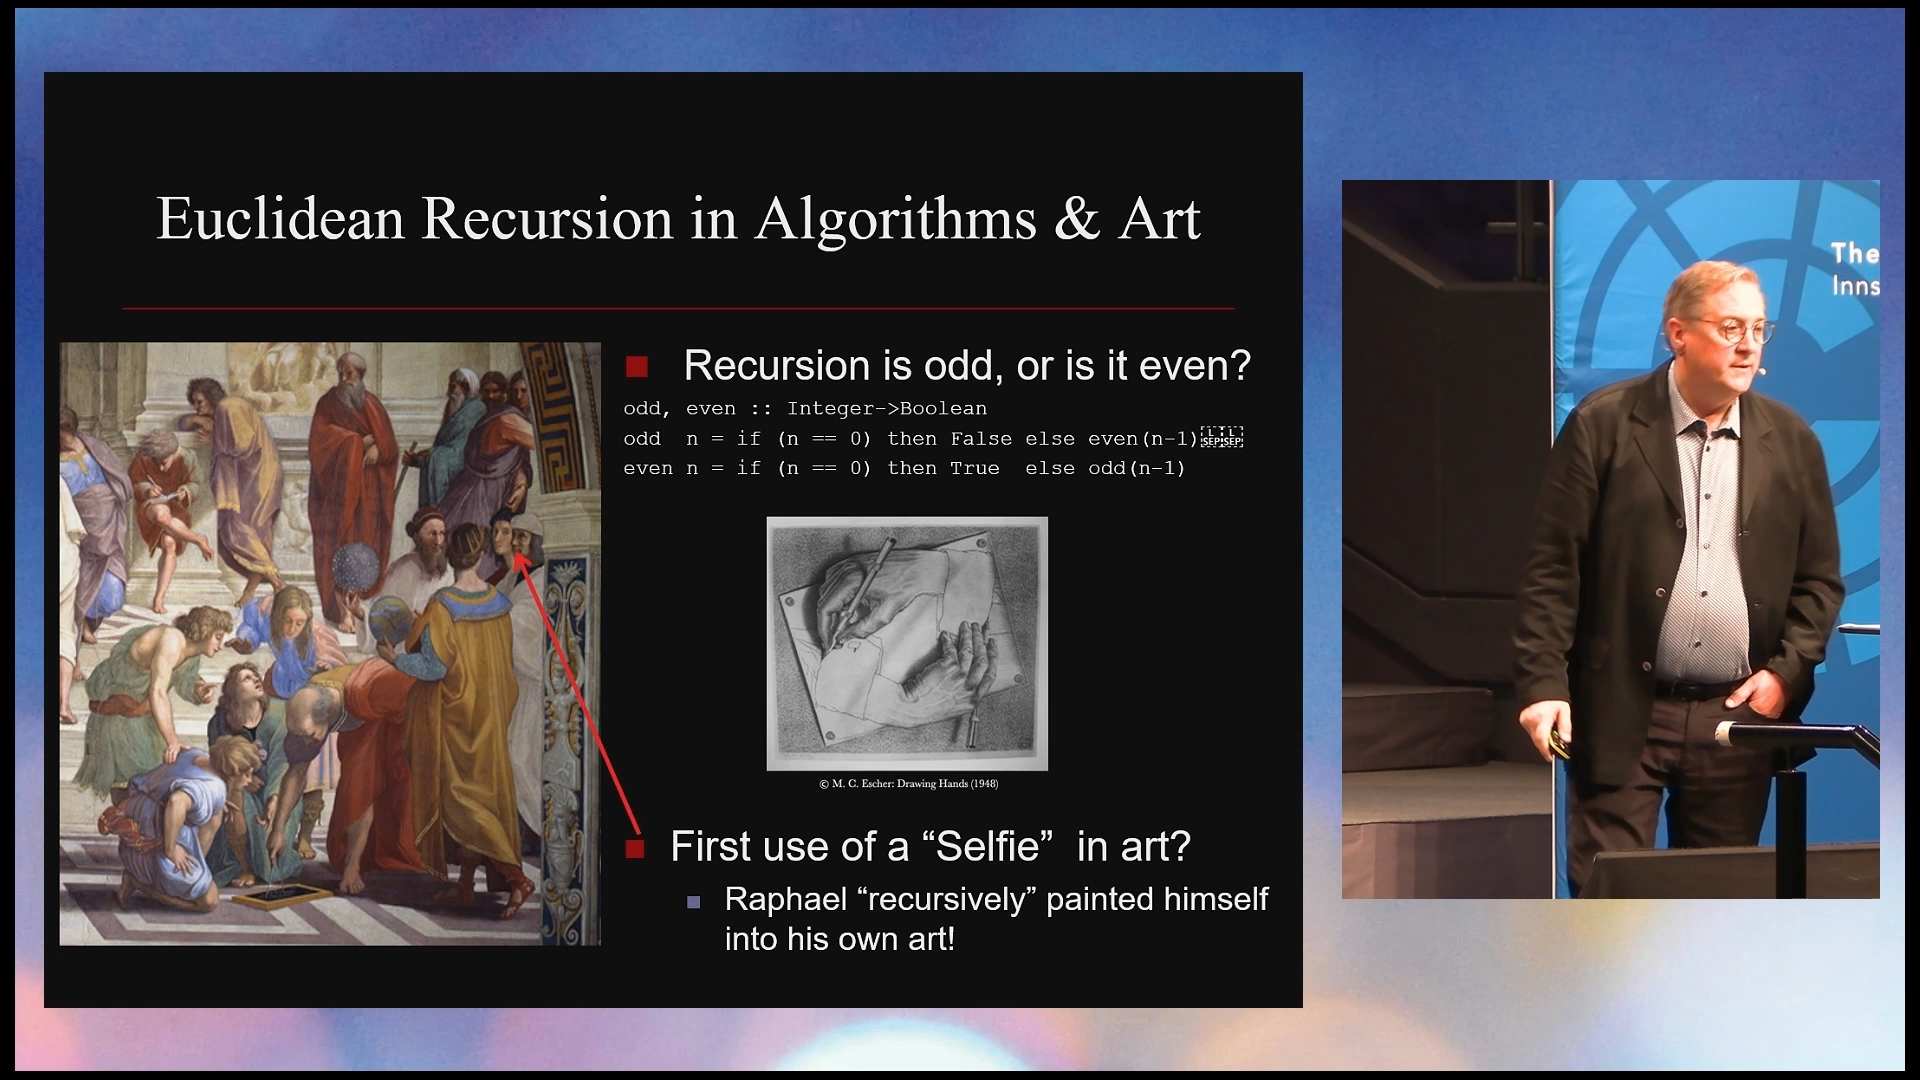 Euclidean Recursion in Algorithms & Art
Recursion is odd, or is it even?
odd, even :: Integer->Boolean
odd  n = if (n == 0) then False else even(n-1)
even n = if (n == 0) then True  else odd(n-1)
© M. C. Escher: Drawing Hands (1948)
First use of a “Selfie”  in art?
Raphael “recursively” painted himself
into his own art!
The
Inns